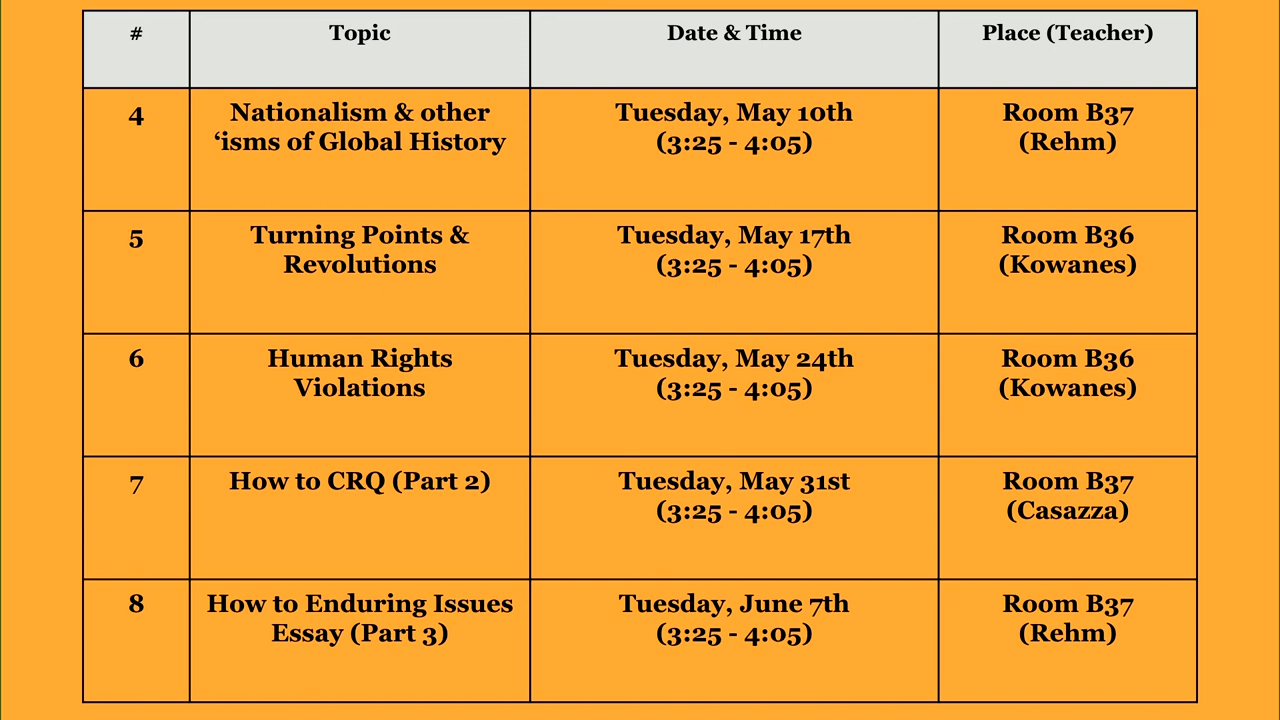 # Topic Date & Time Place (Teacher)
4 Nationalism & other Tuesday, May 10th Room B37
‘isms of Global History (3:25 - 4:05) (Rehm)
5 Turning Points & Tuesday, May 17th Room B36
Revolutions (3:25 - 4:05) (Kowanes)
6 Human Rights Tuesday, May 24th Room B36
Violations (3:25 - 4:05) (Kowanes)
7 How to CRQ (Part 2) Tuesday, May 31st Room B37
(3:25 - 4:05) (Casazza)
8 How to Enduring Issues Tuesday, June 7th Room B37
Essay (Part 3) (3:25 - 4:05) (Rehm)